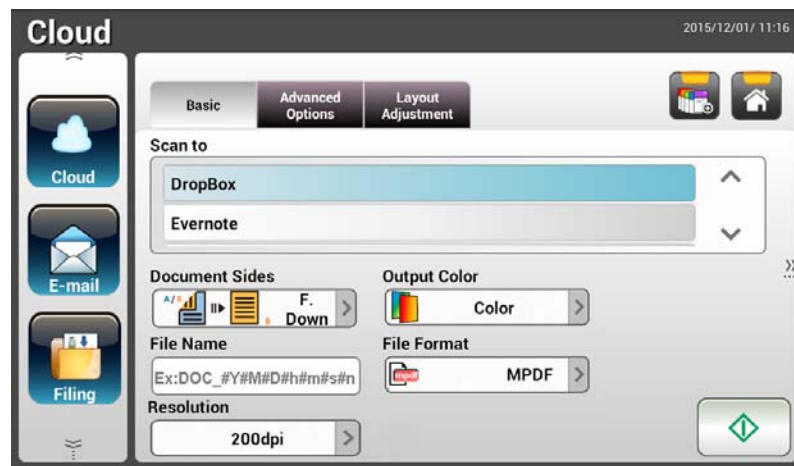 Cloud
2015/12/01/ 11:16
Basic
Advanced Options
Layout Adjustment
Scan to
Cloud
DropBox
Evernote
E-mail
Document Sides
Output Color
A/B
F. Down
Color
File Name
File Format
Ex:DOC_#Y#M#D#h#m#s#n
mpdf
MPDF
Filing
Resolution
200dpi